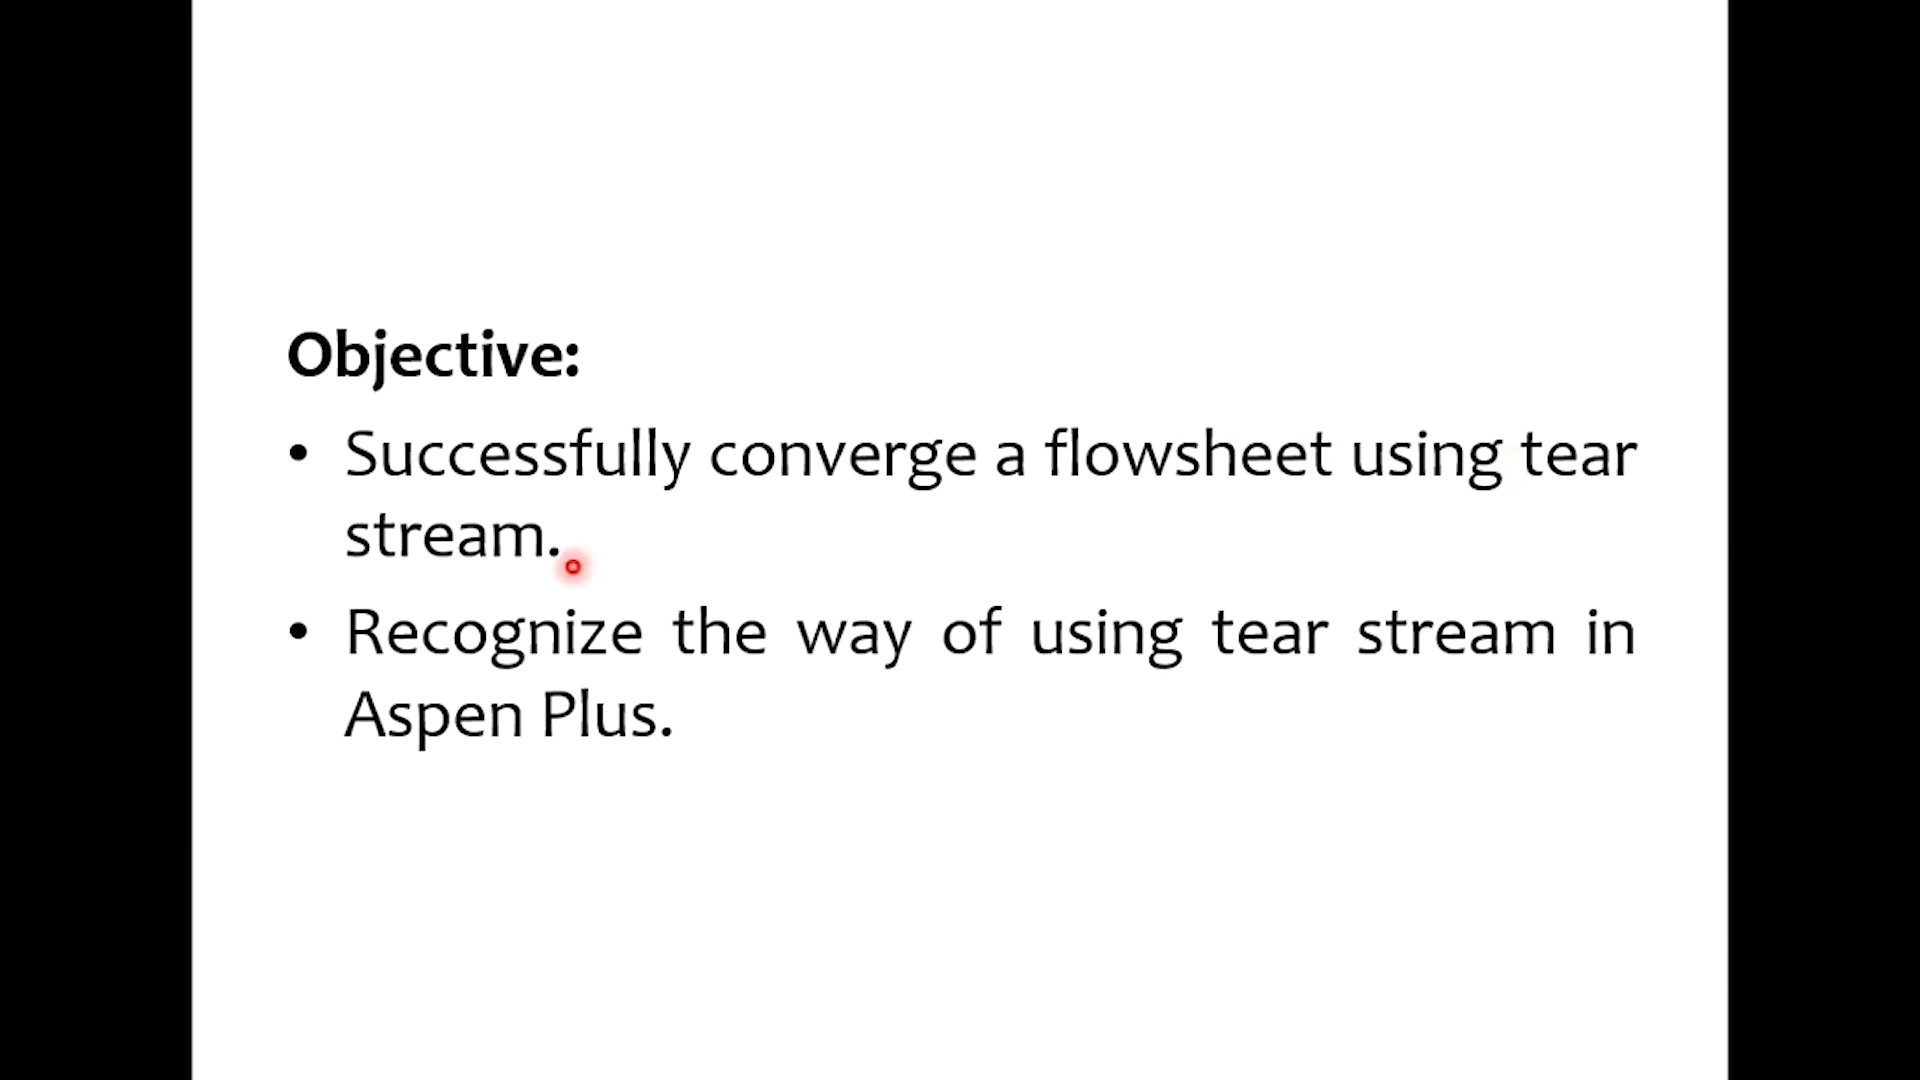 Objective:
• Successfully converge a flowsheet using tear
stream.
• Recognize the way of using tear stream in
Aspen Plus.